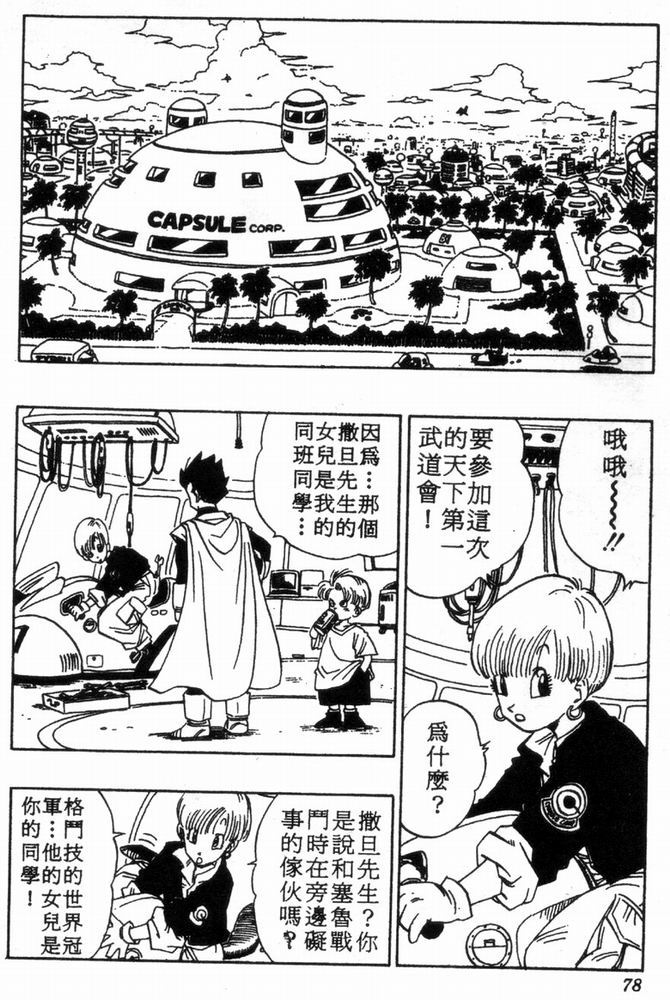 CAPSULE CORP.
哦哦～～!!
要參加這次
的天下第一
武道會！
爲什麼？
因爲…那個
撒旦先生的
女兒是我的
同班同學…
撒旦先生？你
是說和塞魯戰
鬥時在旁邊礙
事的傢伙嗎？
格鬥技的世界冠
軍…他的女兒是
你的同學！
78